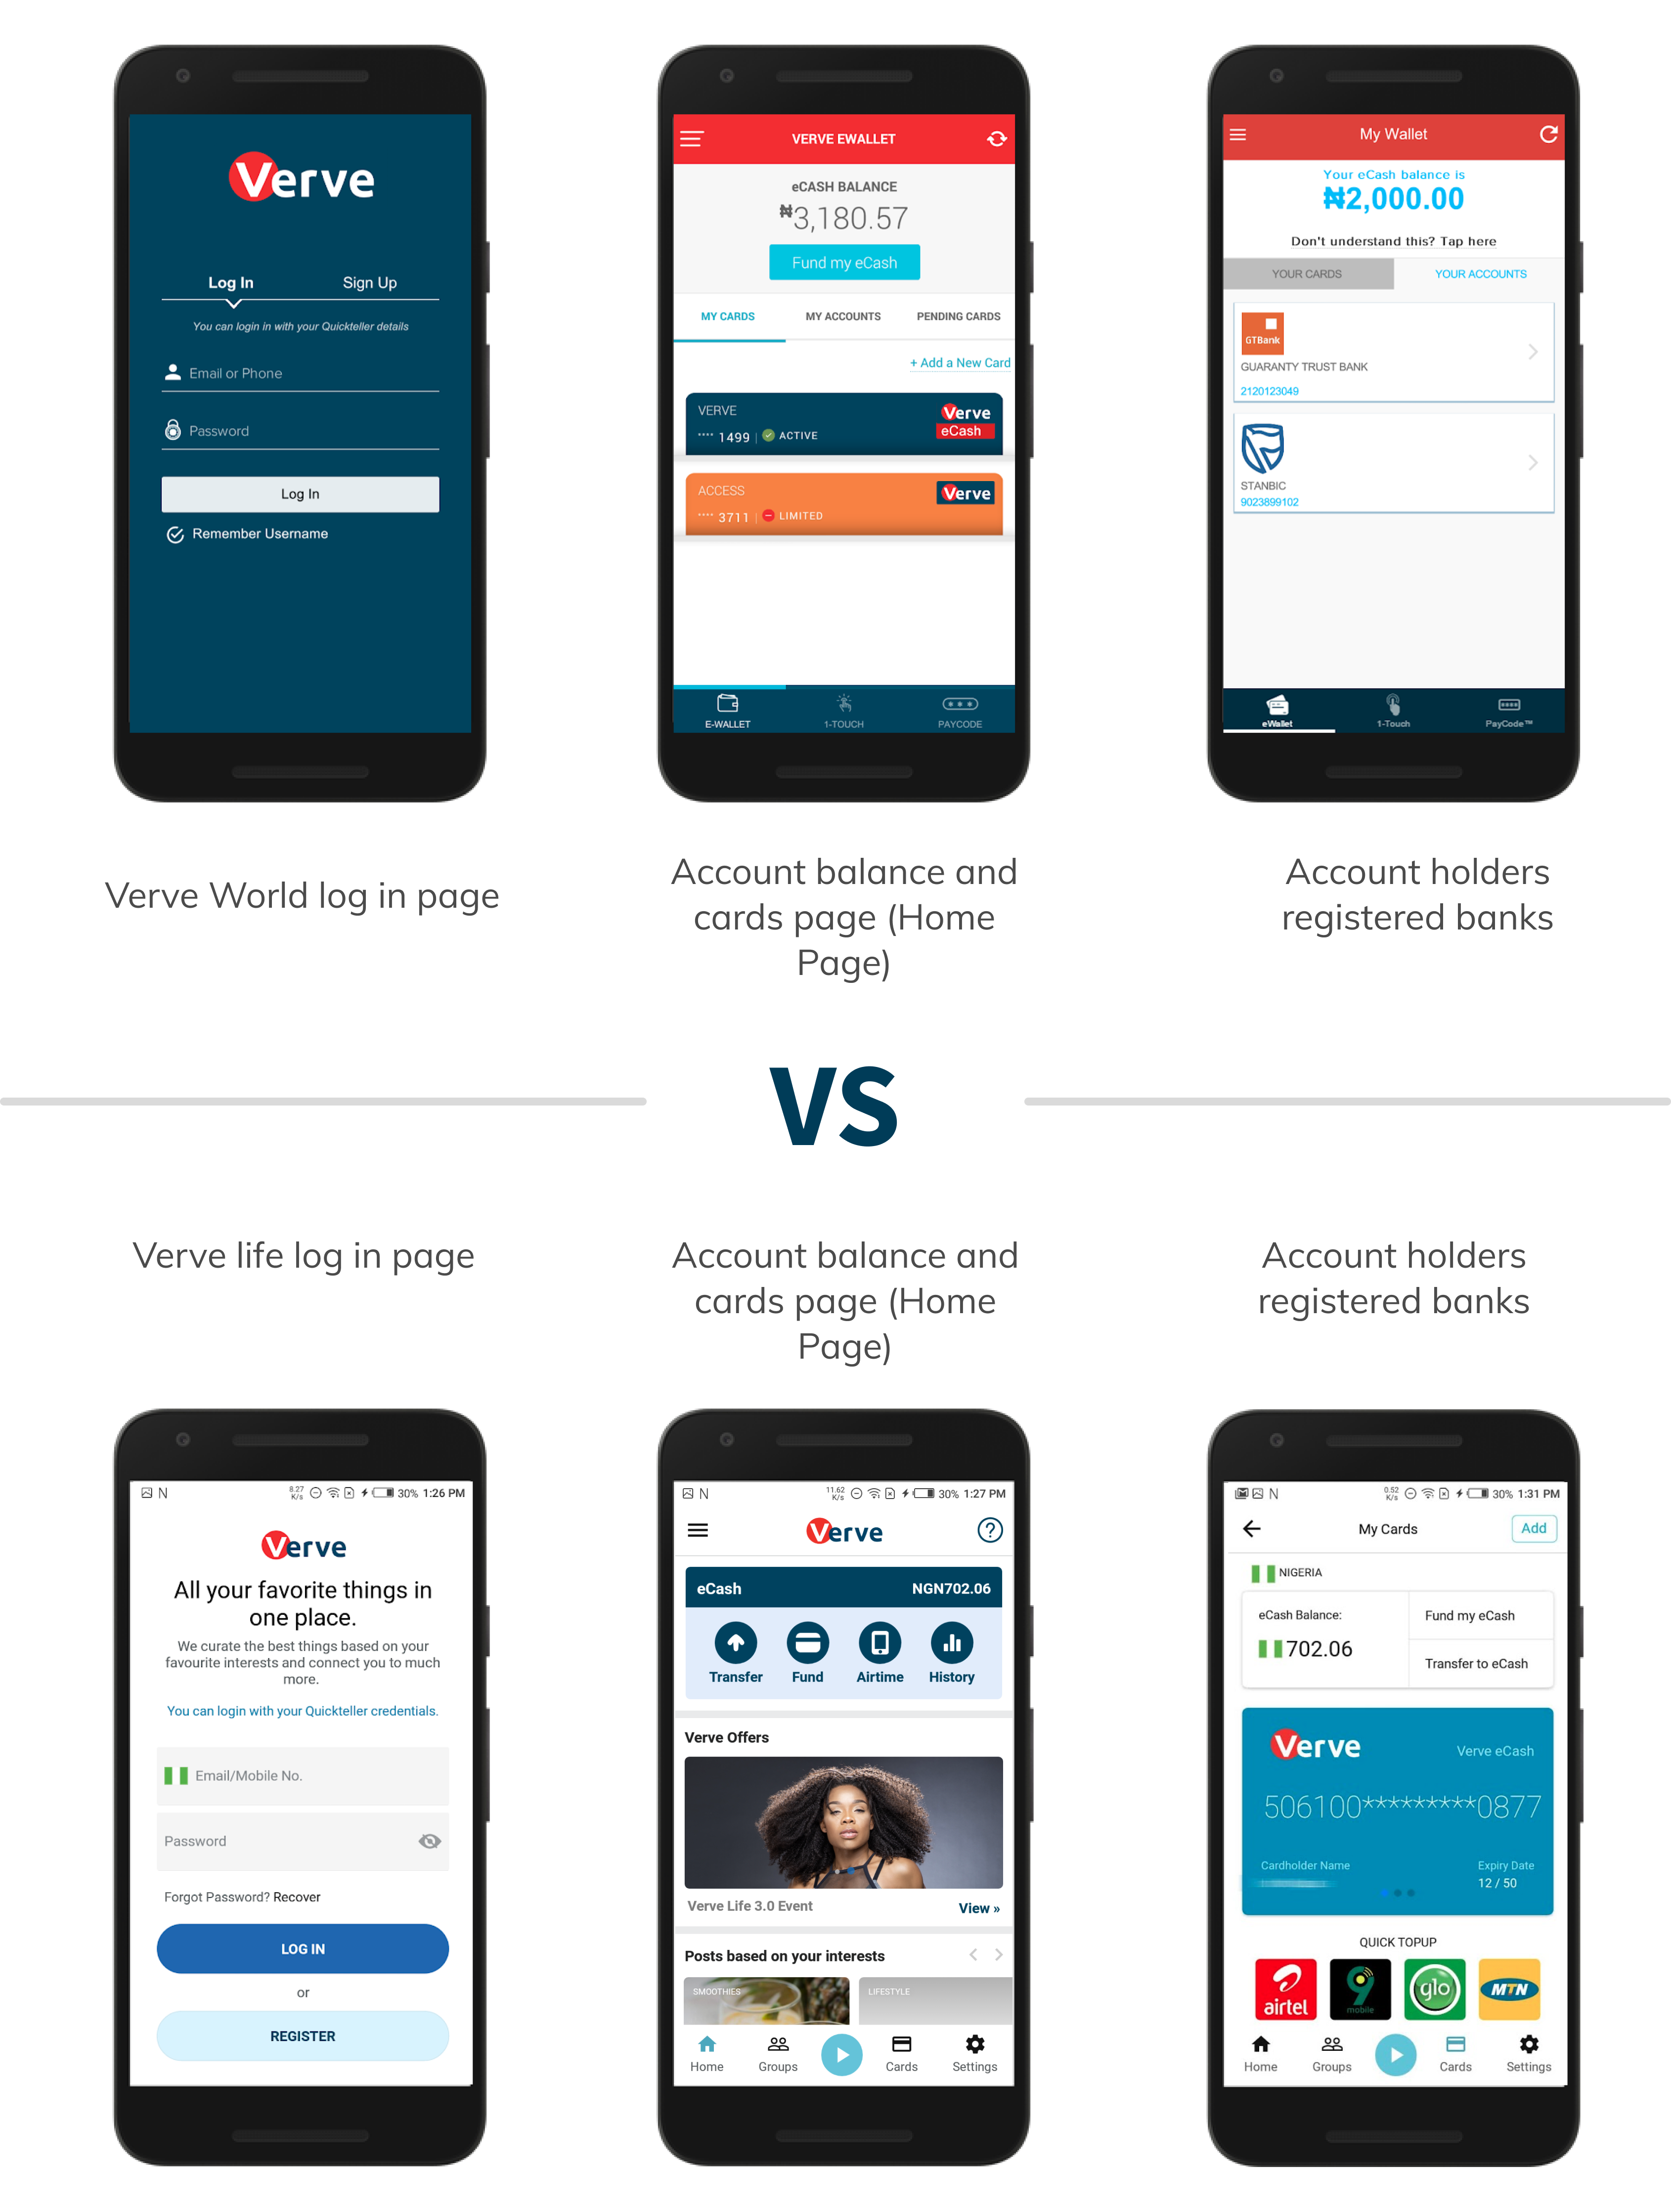 Verve
Log In
Sign Up
You can login in with your Quickteller details
Email or Phone
Password
Log In
Remember Username
Verve World log in page
VERVE EWALLET
eCASH BALANCE
₦3,180.57
Fund my eCash
MY CARDS
MY ACCOUNTS
PENDING CARDS
+ Add a New Card
VERVE
**** 1499 | ACTIVE
Verve
eCash
ACCESS
**** 3711 | LIMITED
Verve
E-WALLET
1-TOUCH
PAYCODE
Account balance and
cards page (Home
Page)
My Wallet
Your eCash balance is
₦2,000.00
Don't understand this? Tap here
YOUR CARDS
YOUR ACCOUNTS
GTBank
GUARANTY TRUST BANK
2120123049
STANBIC
9023899102
eWallet
1-Touch
PayCode™
Account holders
registered banks
VS
Verve life log in page
N
8.27
K/s
30% 1:26 PM
Verve
All your favorite things in
one place.
We curate the best things based on your
favourite interests and connect you to much
more.
You can login with your Quickteller credentials.
Email/Mobile No.
Password
Forgot Password? Recover
LOG IN
or
REGISTER
Account balance and
cards page (Home
Page)
N
11.62
K/s
30% 1:27 PM
Verve
?
eCash
NGN702.06
Transfer
Fund
Airtime
History
Verve Offers
Verve Life 3.0 Event
View »
Posts based on your interests
SMOOTHIES
LIFESTYLE
Home
Groups
Cards
Settings
Account holders
registered banks
N
0.52
K/s
30% 1:31 PM
My Cards
Add
NIGERIA
eCash Balance:
702.06
Fund my eCash
Transfer to eCash
Verve
Verve eCash
506100*********0877
Cardholder Name
Expiry Date
12 / 50
QUICK TOPUP
airtel
9
mobile
glo
MTN
Home
Groups
Cards
Settings